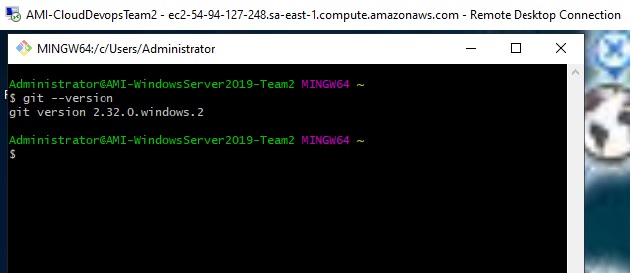 AMI-CloudDevopsTeam2 - ec2-54-94-127-248.sa-east-1.compute.amazonaws.com - Remote Desktop Connection
MINGW64:/c/Users/Administrator
Administrator@AMI-WindowsServer2019-Team2 MINGW64 ~
$ git --version
git version 2.32.0.windows.2
Administrator@AMI-WindowsServer2019-Team2 MINGW64 ~
$